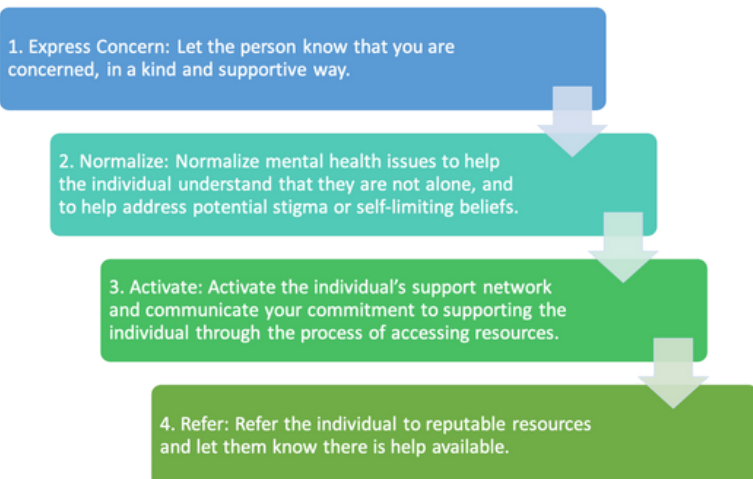 1. Express Concern: Let the person know that you are
concerned, in a kind and supportive way.
2. Normalize: Normalize mental health issues to help
the individual understand that they are not alone, and
to help address potential stigma or self-limiting beliefs.
3. Activate: Activate the individual’s support network
and communicate your commitment to supporting the
individual through the process of accessing resources.
4. Refer: Refer the individual to reputable resources
and let them know there is help available.